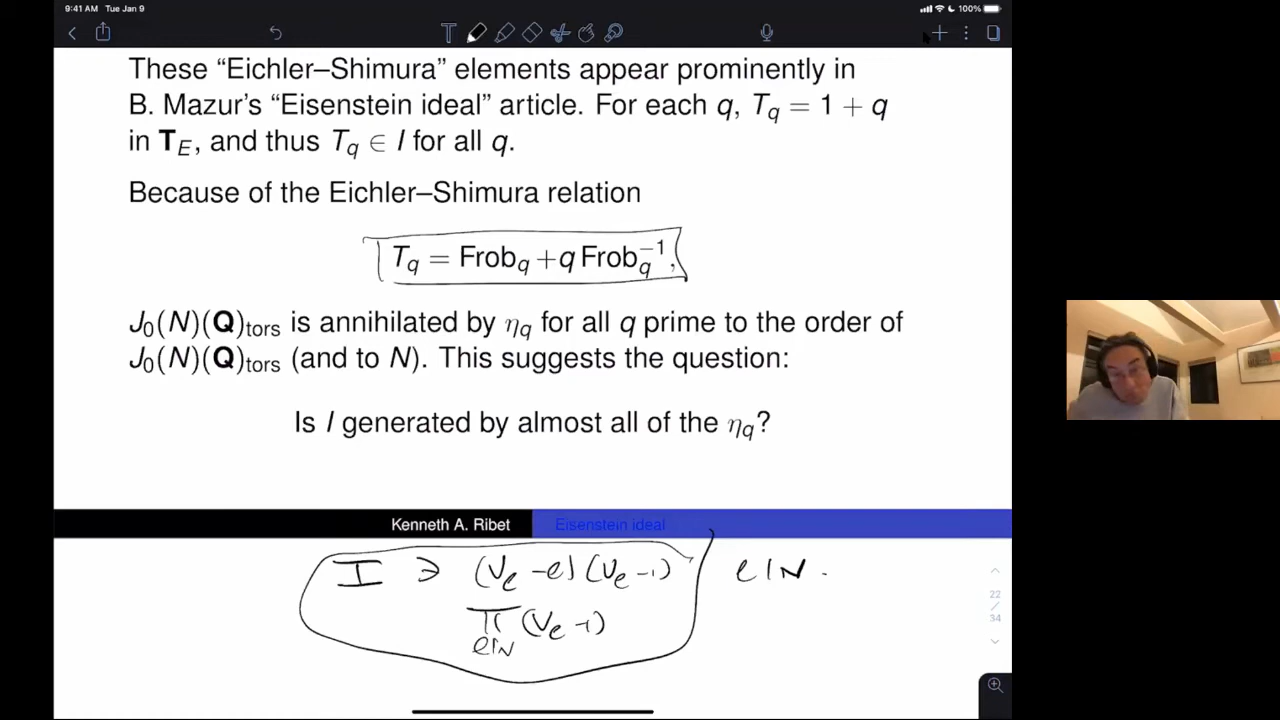 9:41 AM Tue Jan 9
100%
These “Eichler–Shimura” elements appear prominently in
B. Mazur’s “Eisenstein ideal” article. For each q, T_q = 1 + q
in T_E, and thus T_q ∈ I for all q.
Because of the Eichler–Shimura relation
T_q = Frob_q + q Frob_q^{-1},
J_0(N)(Q)_tors is annihilated by η_q for all q prime to the order of
J_0(N)(Q)_tors (and to N). This suggests the question:
Is I generated by almost all of the η_q?
Kenneth A. Ribet Eisenstein ideal
I ∋ (U_ℓ - ℓ)(U_ℓ - 1) ℓ|N.
∏_{ℓ|N} (U_ℓ - 1)
22
/
34